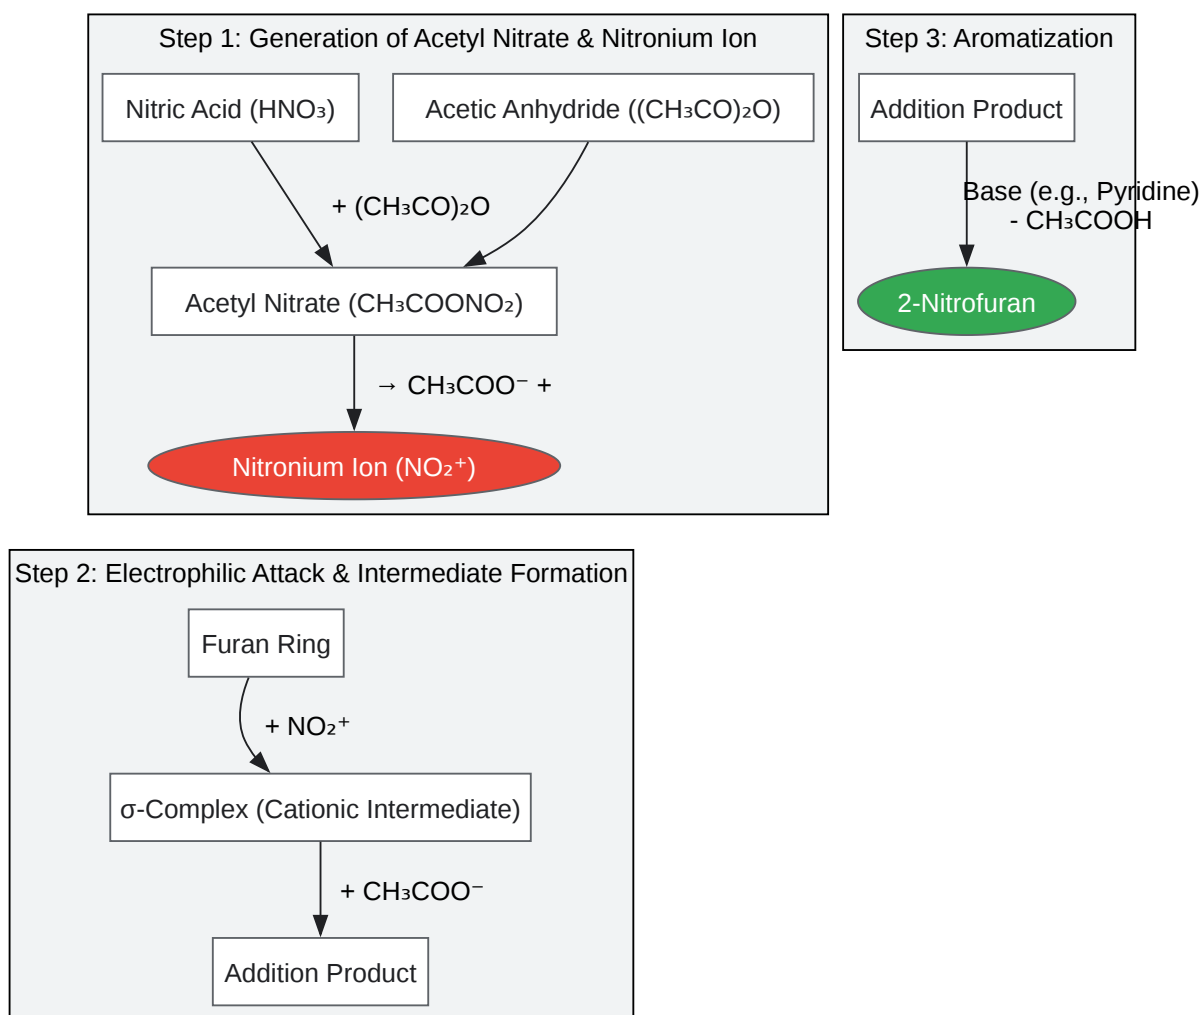 Step 1: Generation of Acetyl Nitrate & Nitronium Ion
Nitric Acid (HNO₃)
Acetic Anhydride ((CH₃CO)₂O)
+ (CH₃CO)₂O
Acetyl Nitrate (CH₃COONO₂)
→ CH₃COO⁻ +
Nitronium Ion (NO₂⁺)
Step 3: Aromatization
Addition Product
Base (e.g., Pyridine)
- CH₃COOH
2-Nitrofuran
Step 2: Electrophilic Attack & Intermediate Formation
Furan Ring
+ NO₂⁺
σ-Complex (Cationic Intermediate)
+ CH₃COO⁻
Addition Product